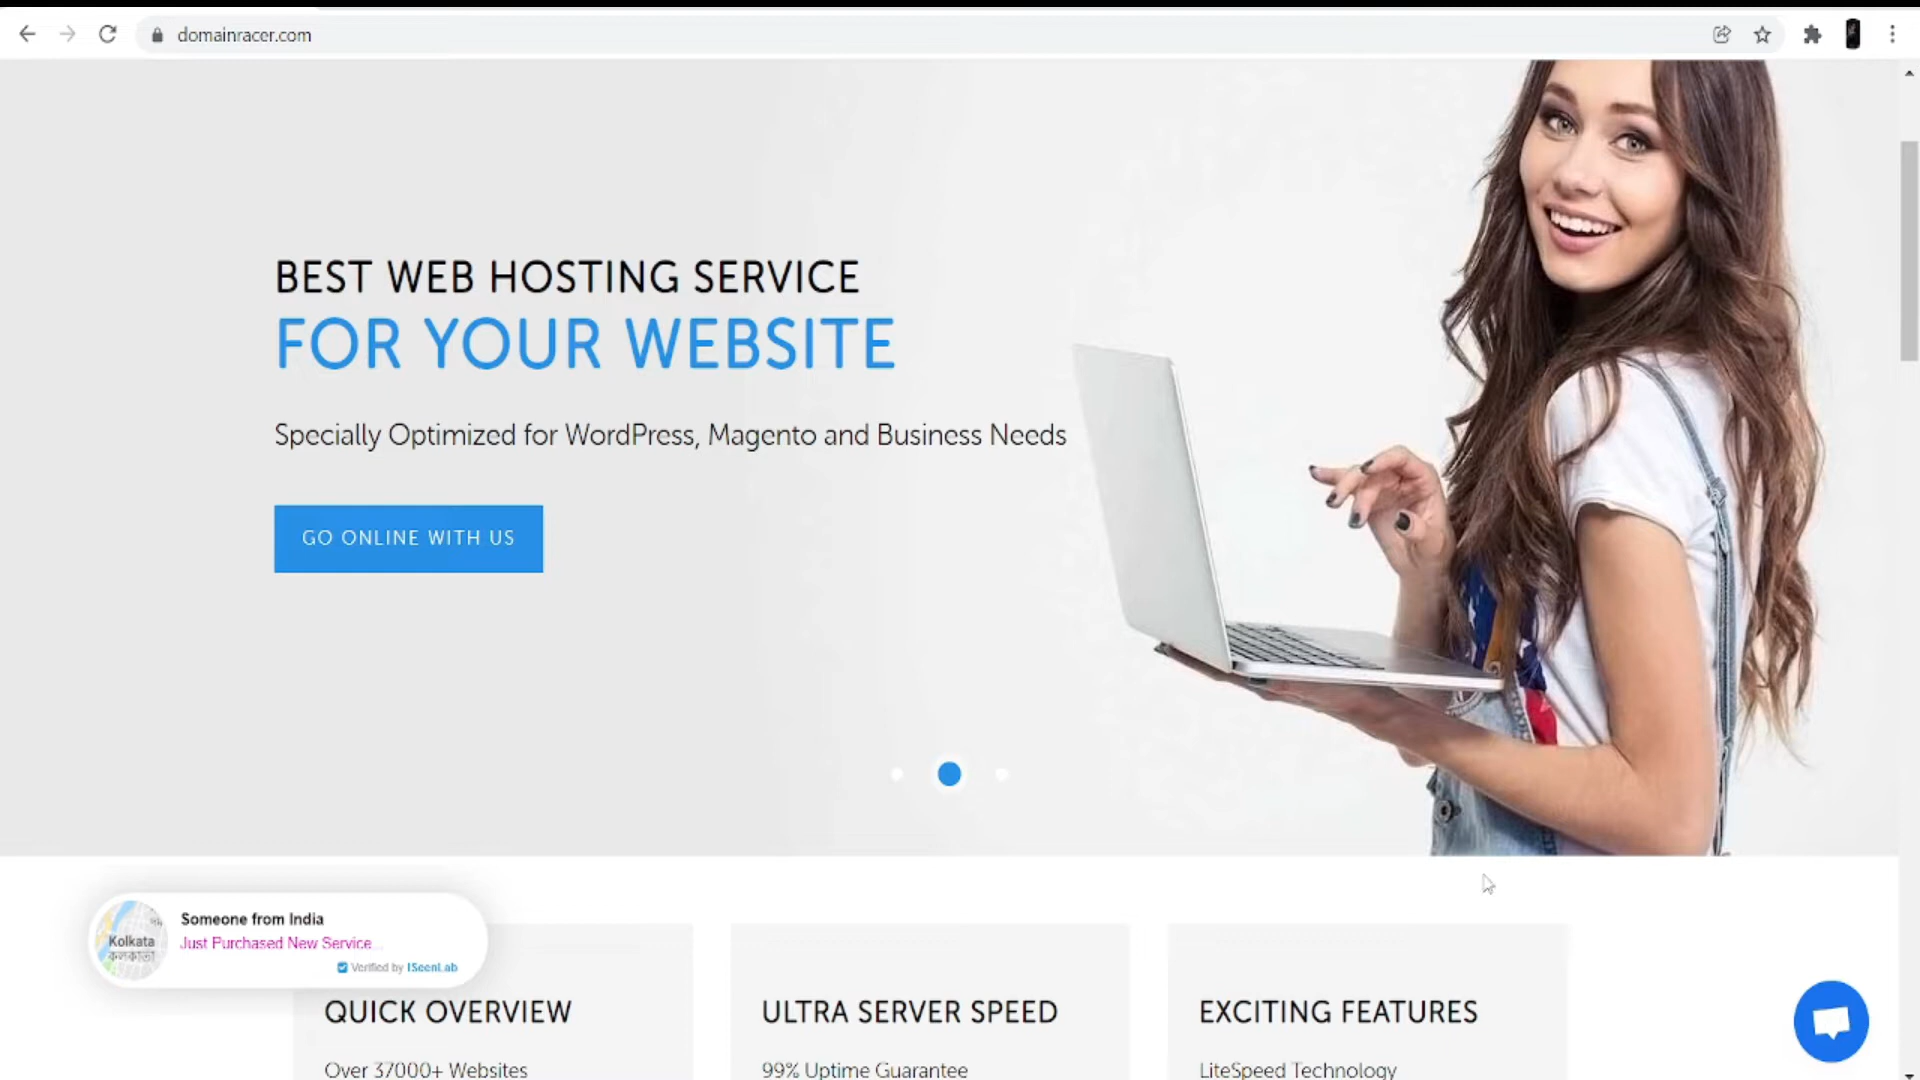 domainracer.com
BEST WEB HOSTING SERVICE
FOR YOUR WEBSITE
Specially Optimized for WordPress, Magento and Business Needs
GO ONLINE WITH US
Someone from India
Just Purchased New Service...
Verified by ISeenLab
Kolkata
কলকাতা
QUICK OVERVIEW
Over 37000+ Websites
ULTRA SERVER SPEED
99% Uptime Guarantee
EXCITING FEATURES
LiteSpeed Technology